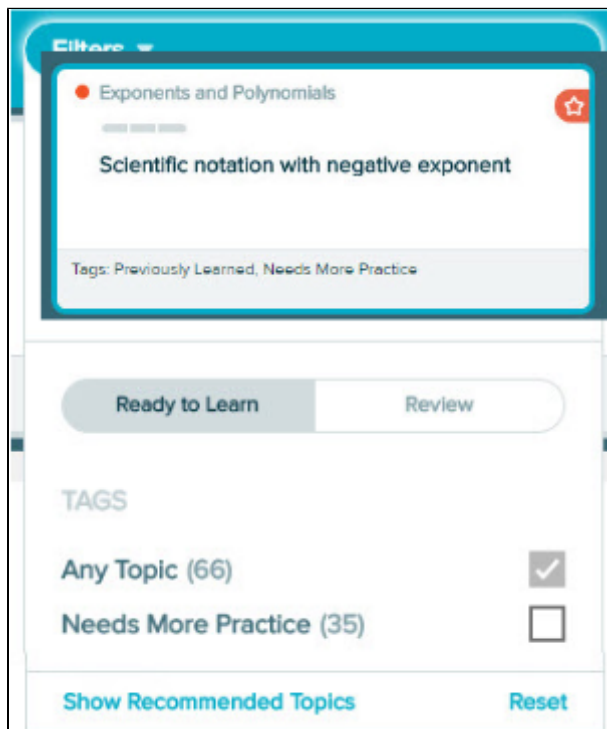 Filters
Exponents and Polynomials
Scientific notation with negative exponent
Tags: Previously Learned, Needs More Practice
Ready to Learn Review
TAGS
Any Topic (66)
Needs More Practice (35)
Show Recommended Topics Reset